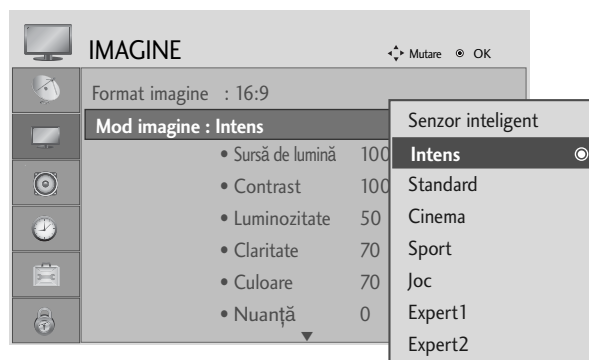 IMAGINE
Mutare OK
Format imagine : 16:9
Mod imagine : Intens
• Sursă de lumină 100
• Contrast 100
• Luminozitate 50
• Claritate 70
• Culoare 70
• Nuanță 0
Senzor inteligent
Intens
Standard
Cinema
Sport
Joc
Expert1
Expert2